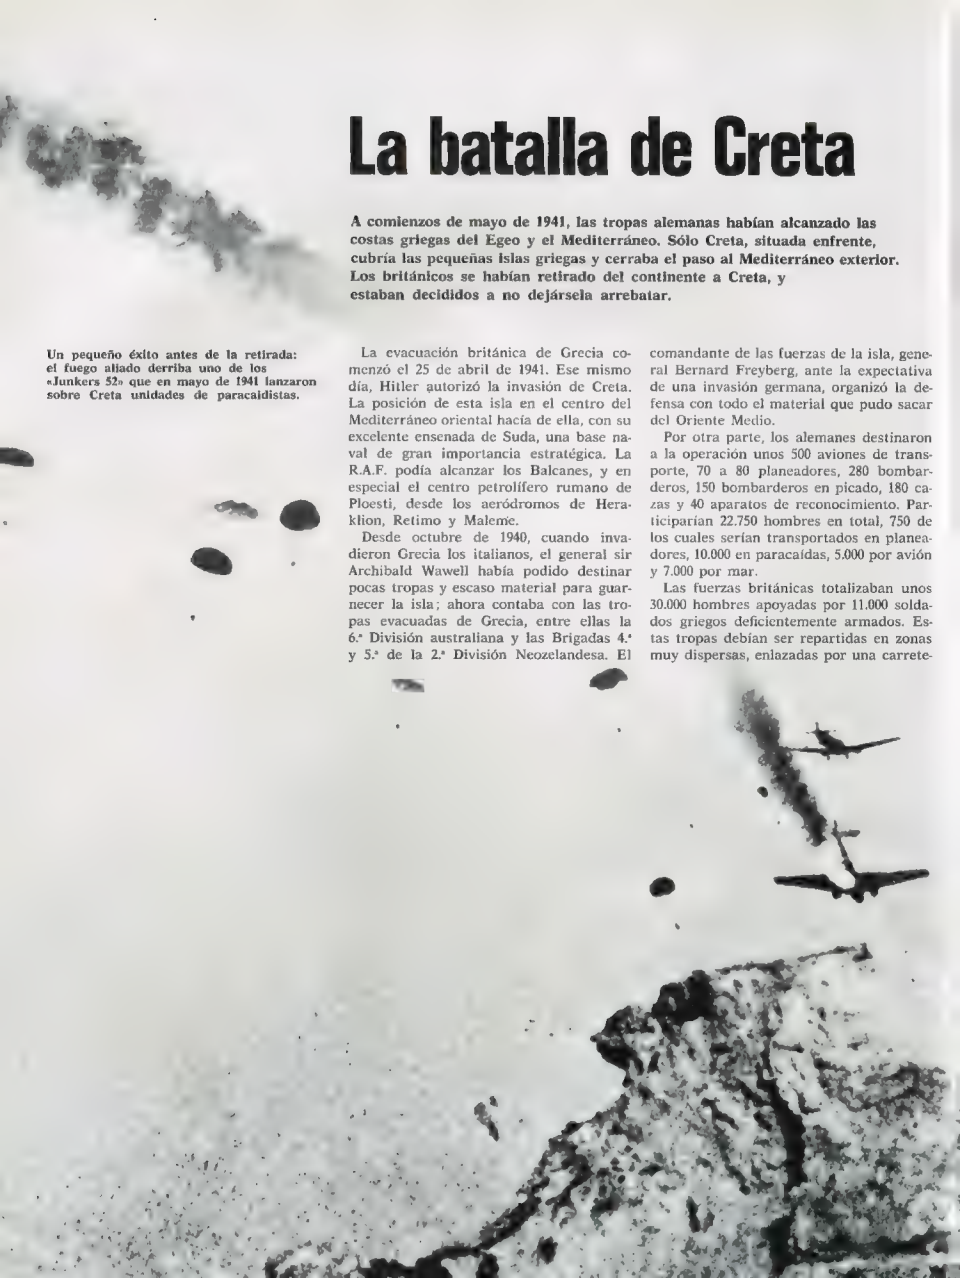 La batalla de Creta
A comienzos de mayo de 1941, las tropas alemanas habían alcanzado las
costas griegas del Egeo y el Mediterráneo. Sólo Creta, situada enfrente,
cubría las pequeñas islas griegas y cerraba el paso al Mediterráneo exterior.
Los británicos se habían retirado del continente a Creta, y
estaban decididos a no dejársela arrebatar.
Un pequeño éxito antes de la retirada:
el fuego aliado derriba uno de los
«Junkers 52» que en mayo de 1941 lanzaron
sobre Creta unidades de paracaidistas.
La evacuación británica de Grecia co-
menzó el 25 de abril de 1941. Ese mismo
día, Hitler autorizó la invasión de Creta.
La posición de esta isla en el centro del
Mediterráneo oriental hacía de ella, con su
excelente ensenada de Suda, una base na-
val de gran importancia estratégica. La
R.A.F. podía alcanzar los Balcanes, y en
especial el centro petrolífero rumano de
Ploesti, desde los aeródromos de Hera-
klion, Retimo y Maleme.
Desde octubre de 1940, cuando inva-
dieron Grecia los italianos, el general sir
Archibald Wawell había podido destinar
pocas tropas y escaso material para guar-
necer la isla; ahora contaba con las tro-
pas evacuadas de Grecia, entre ellas la
6.ª División australiana y las Brigadas 4.ª
y 5.ª de la 2.ª División Neozelandesa. El
comandante de las fuerzas de la isla, gene-
ral Bernard Freyberg, ante la expectativa
de una invasión germana, organizó la de-
fensa con todo el material que pudo sacar
del Oriente Medio.
Por otra parte, los alemanes destinaron
a la operación unos 500 aviones de trans-
porte, 70 a 80 planeadores, 280 bombar-
deros, 150 bombarderos en picado, 180 ca-
zas y 40 aparatos de reconocimiento. Par-
ticiparían 22.750 hombres en total, 750 de
los cuales serían transportados en planea-
dores, 10.000 en paracaídas, 5.000 por avión
y 7.000 por mar.
Las fuerzas británicas totalizaban unos
30.000 hombres apoyadas por 11.000 solda-
dos griegos deficientemente armados. Es-
tas tropas debían ser repartidas en zonas
muy dispersas, enlazadas por una carrete-